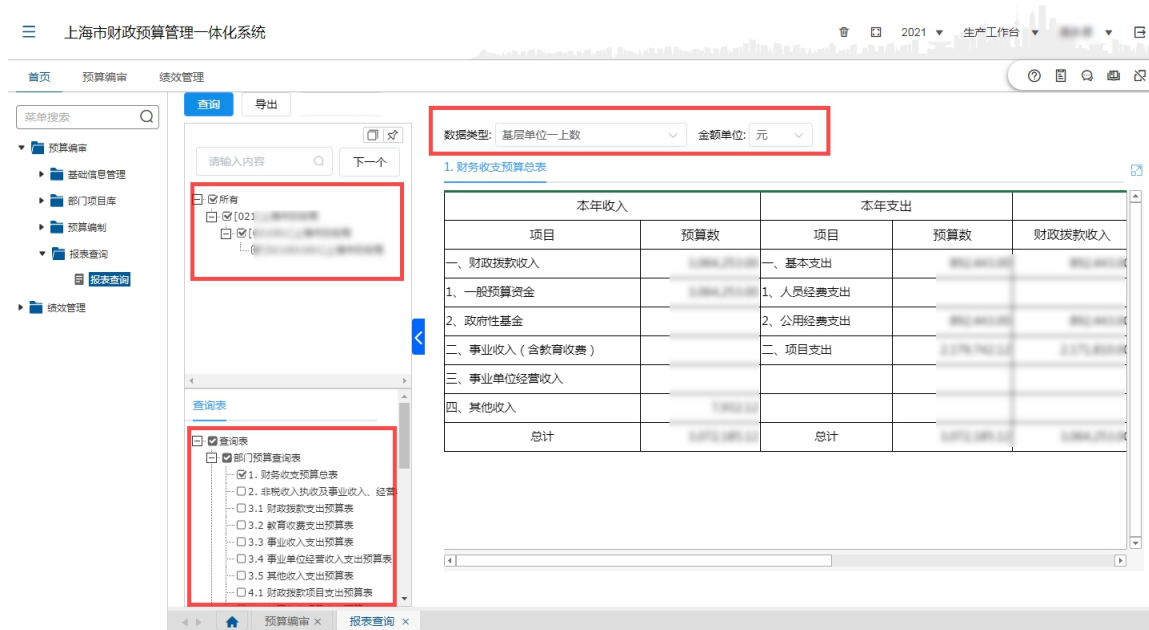 上海市财政预算管理一体化系统
2021 生产工作台
首页 预算编审 绩效管理
菜单搜索
预算编审
基础信息管理
部门项目库
预算编制
报表查询
报表查询
绩效管理
查询 导出
请输入内容 下一个
所有
[021
查询表
查询表
部门预算查询表
1. 财务收支预算总表
2. 非税收入执收及事业收入、经营
3.1 财政拨款支出预算表
3.2 教育收费支出预算表
3.3 事业收入支出预算表
3.4 事业单位经营收入支出预算表
3.5 其他收入支出预算表
4.1 财政拨款项目支出预算表
数据类型: 基层单位一上数 金额单位: 元
1. 财务收支预算总表
本年收入 本年支出
项目 预算数 项目 预算数 财政拨款收入
一、财政拨款收入 一、基本支出
1、一般预算资金 1、人员经费支出
2、政府性基金 2、公用经费支出
二、事业收入（含教育收费） 二、项目支出
三、事业单位经营收入
四、其他收入
总计 总计
预算编审 × 报表查询 ×